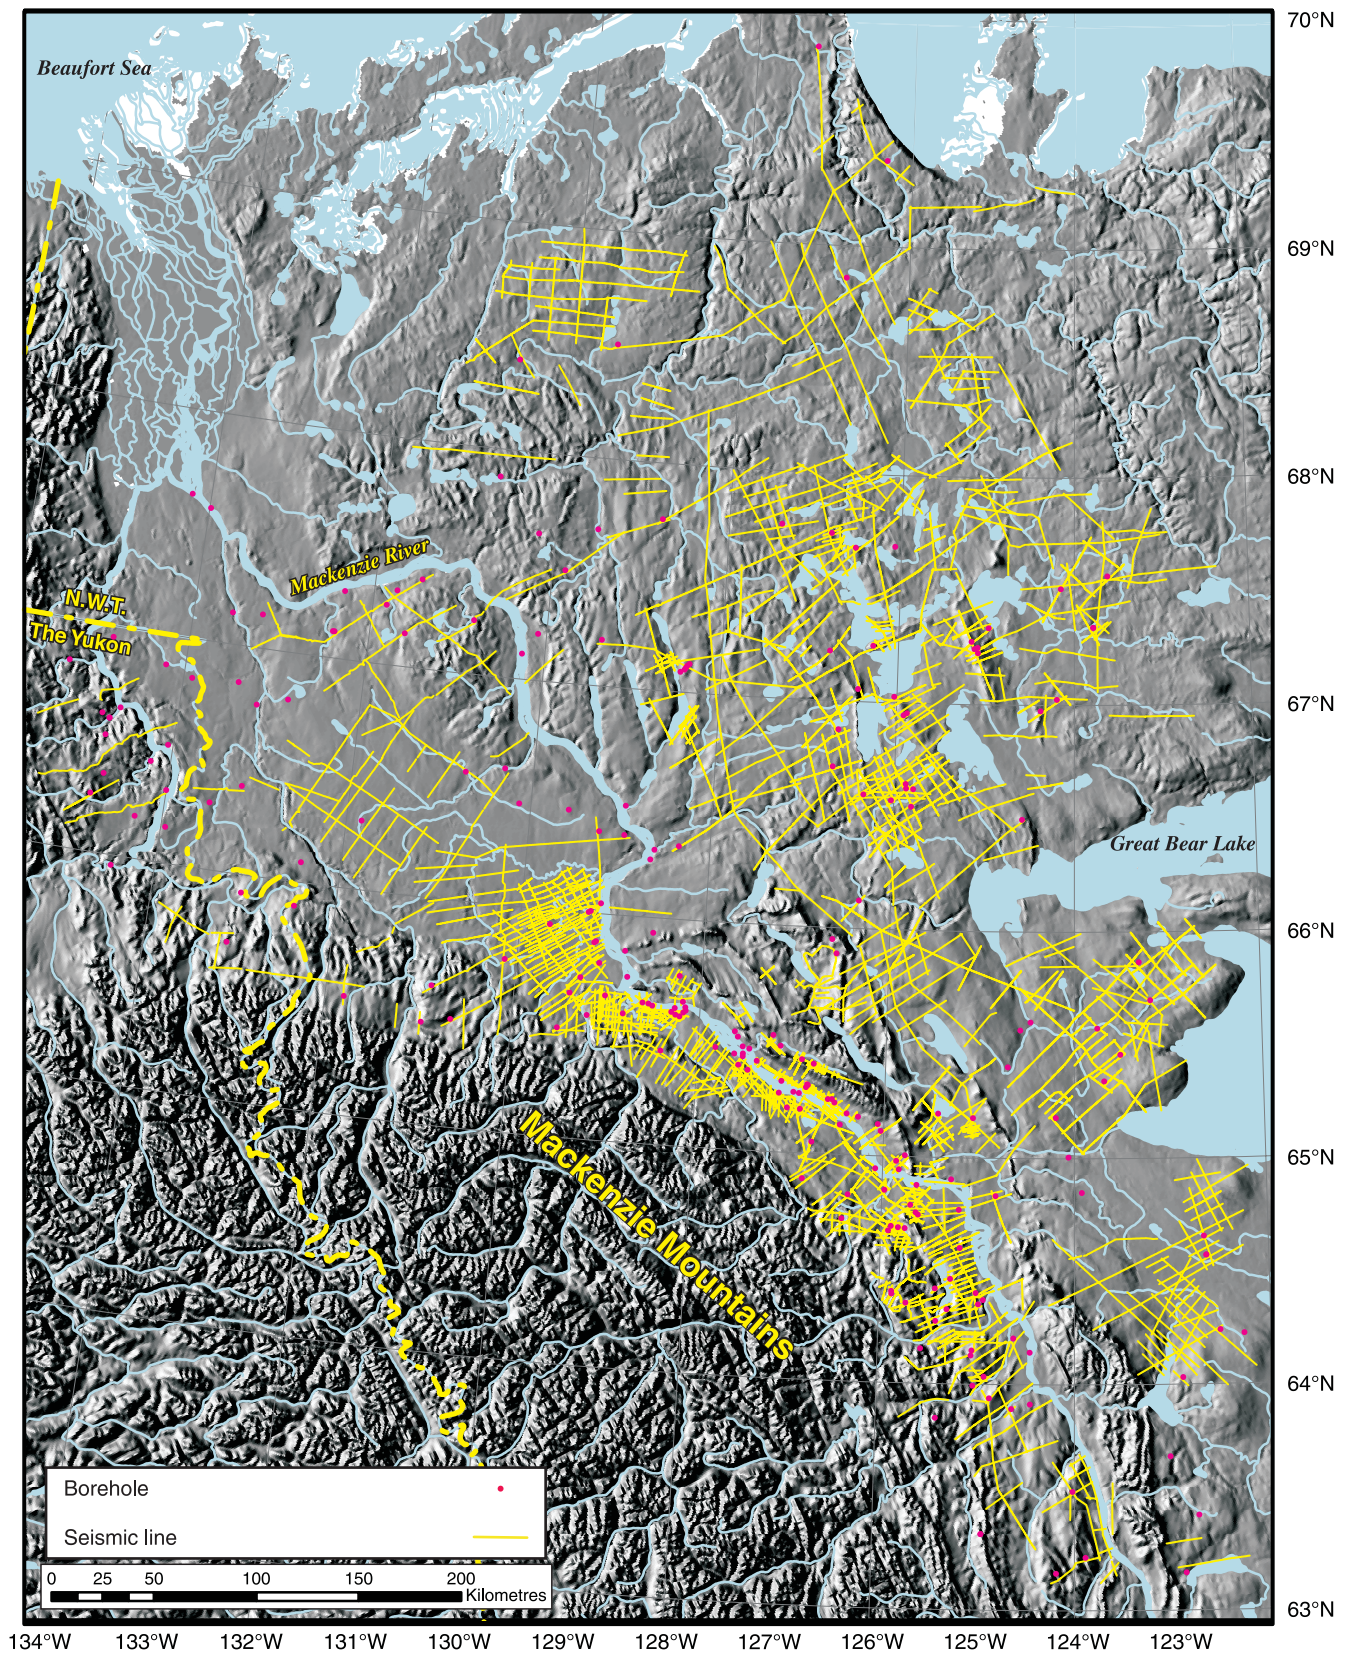 70°N
Beaufort Sea
69°N
68°N
Mackenzie River
N.W.T.
The Yukon
67°N
Great Bear Lake
66°N
65°N
Mackenzie Mountains
64°N
Borehole
Seismic line
0 25 50 100 150 200
Kilometres
63°N
134°W 133°W 132°W 131°W 130°W 129°W 128°W 127°W 126°W 125°W 124°W 123°W